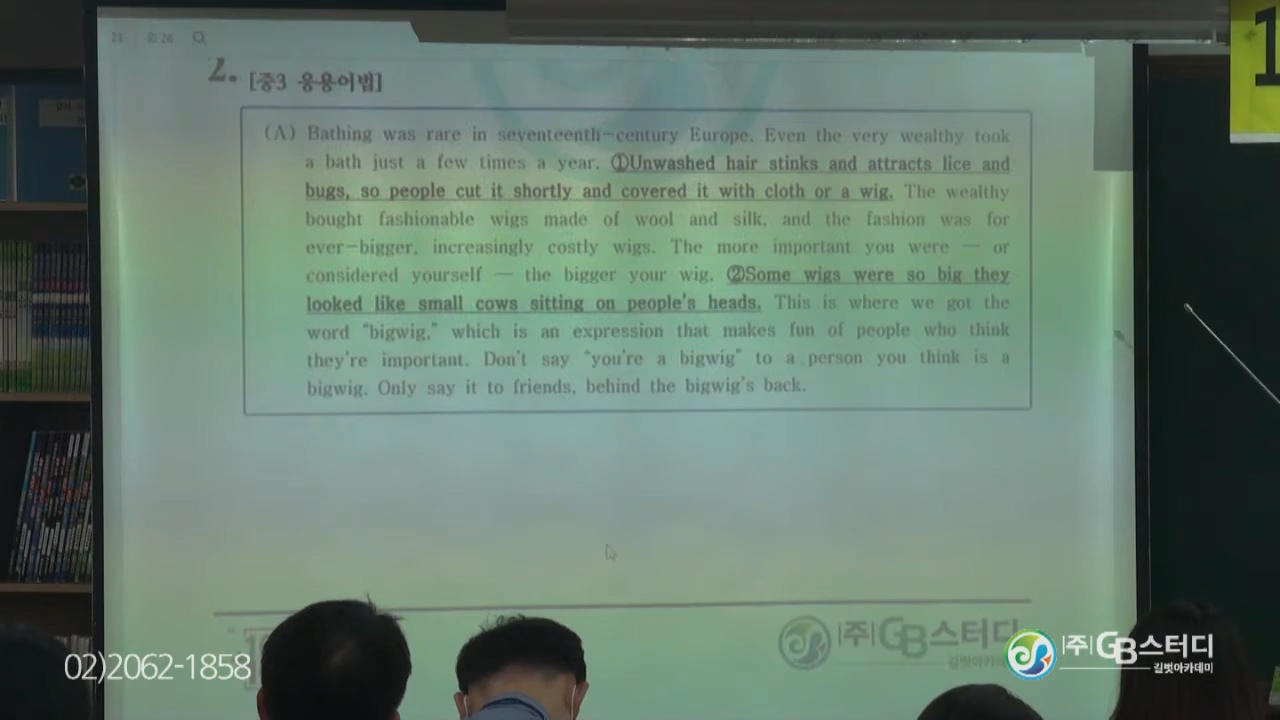 2. [중3 응용어법]
(A) Bathing was rare in seventeenth-century Europe. Even the very wealthy took
a bath just a few times a year. ①Unwashed hair stinks and attracts lice and
bugs, so people cut it shortly and covered it with cloth or a wig. The wealthy
bought fashionable wigs made of wool and silk, and the fashion was for
ever-bigger, increasingly costly wigs. The more important you were — or
considered yourself — the bigger your wig. ②Some wigs were so big they
looked like small cows sitting on people's heads. This is where we got the
word "bigwig," which is an expression that makes fun of people who think
they're important. Don't say "you're a bigwig" to a person you think is a
bigwig. Only say it to friends, behind the bigwig's back.
(주)GB스터디
02)2062-1858
(주)GB스터디
길벗아카데미
1